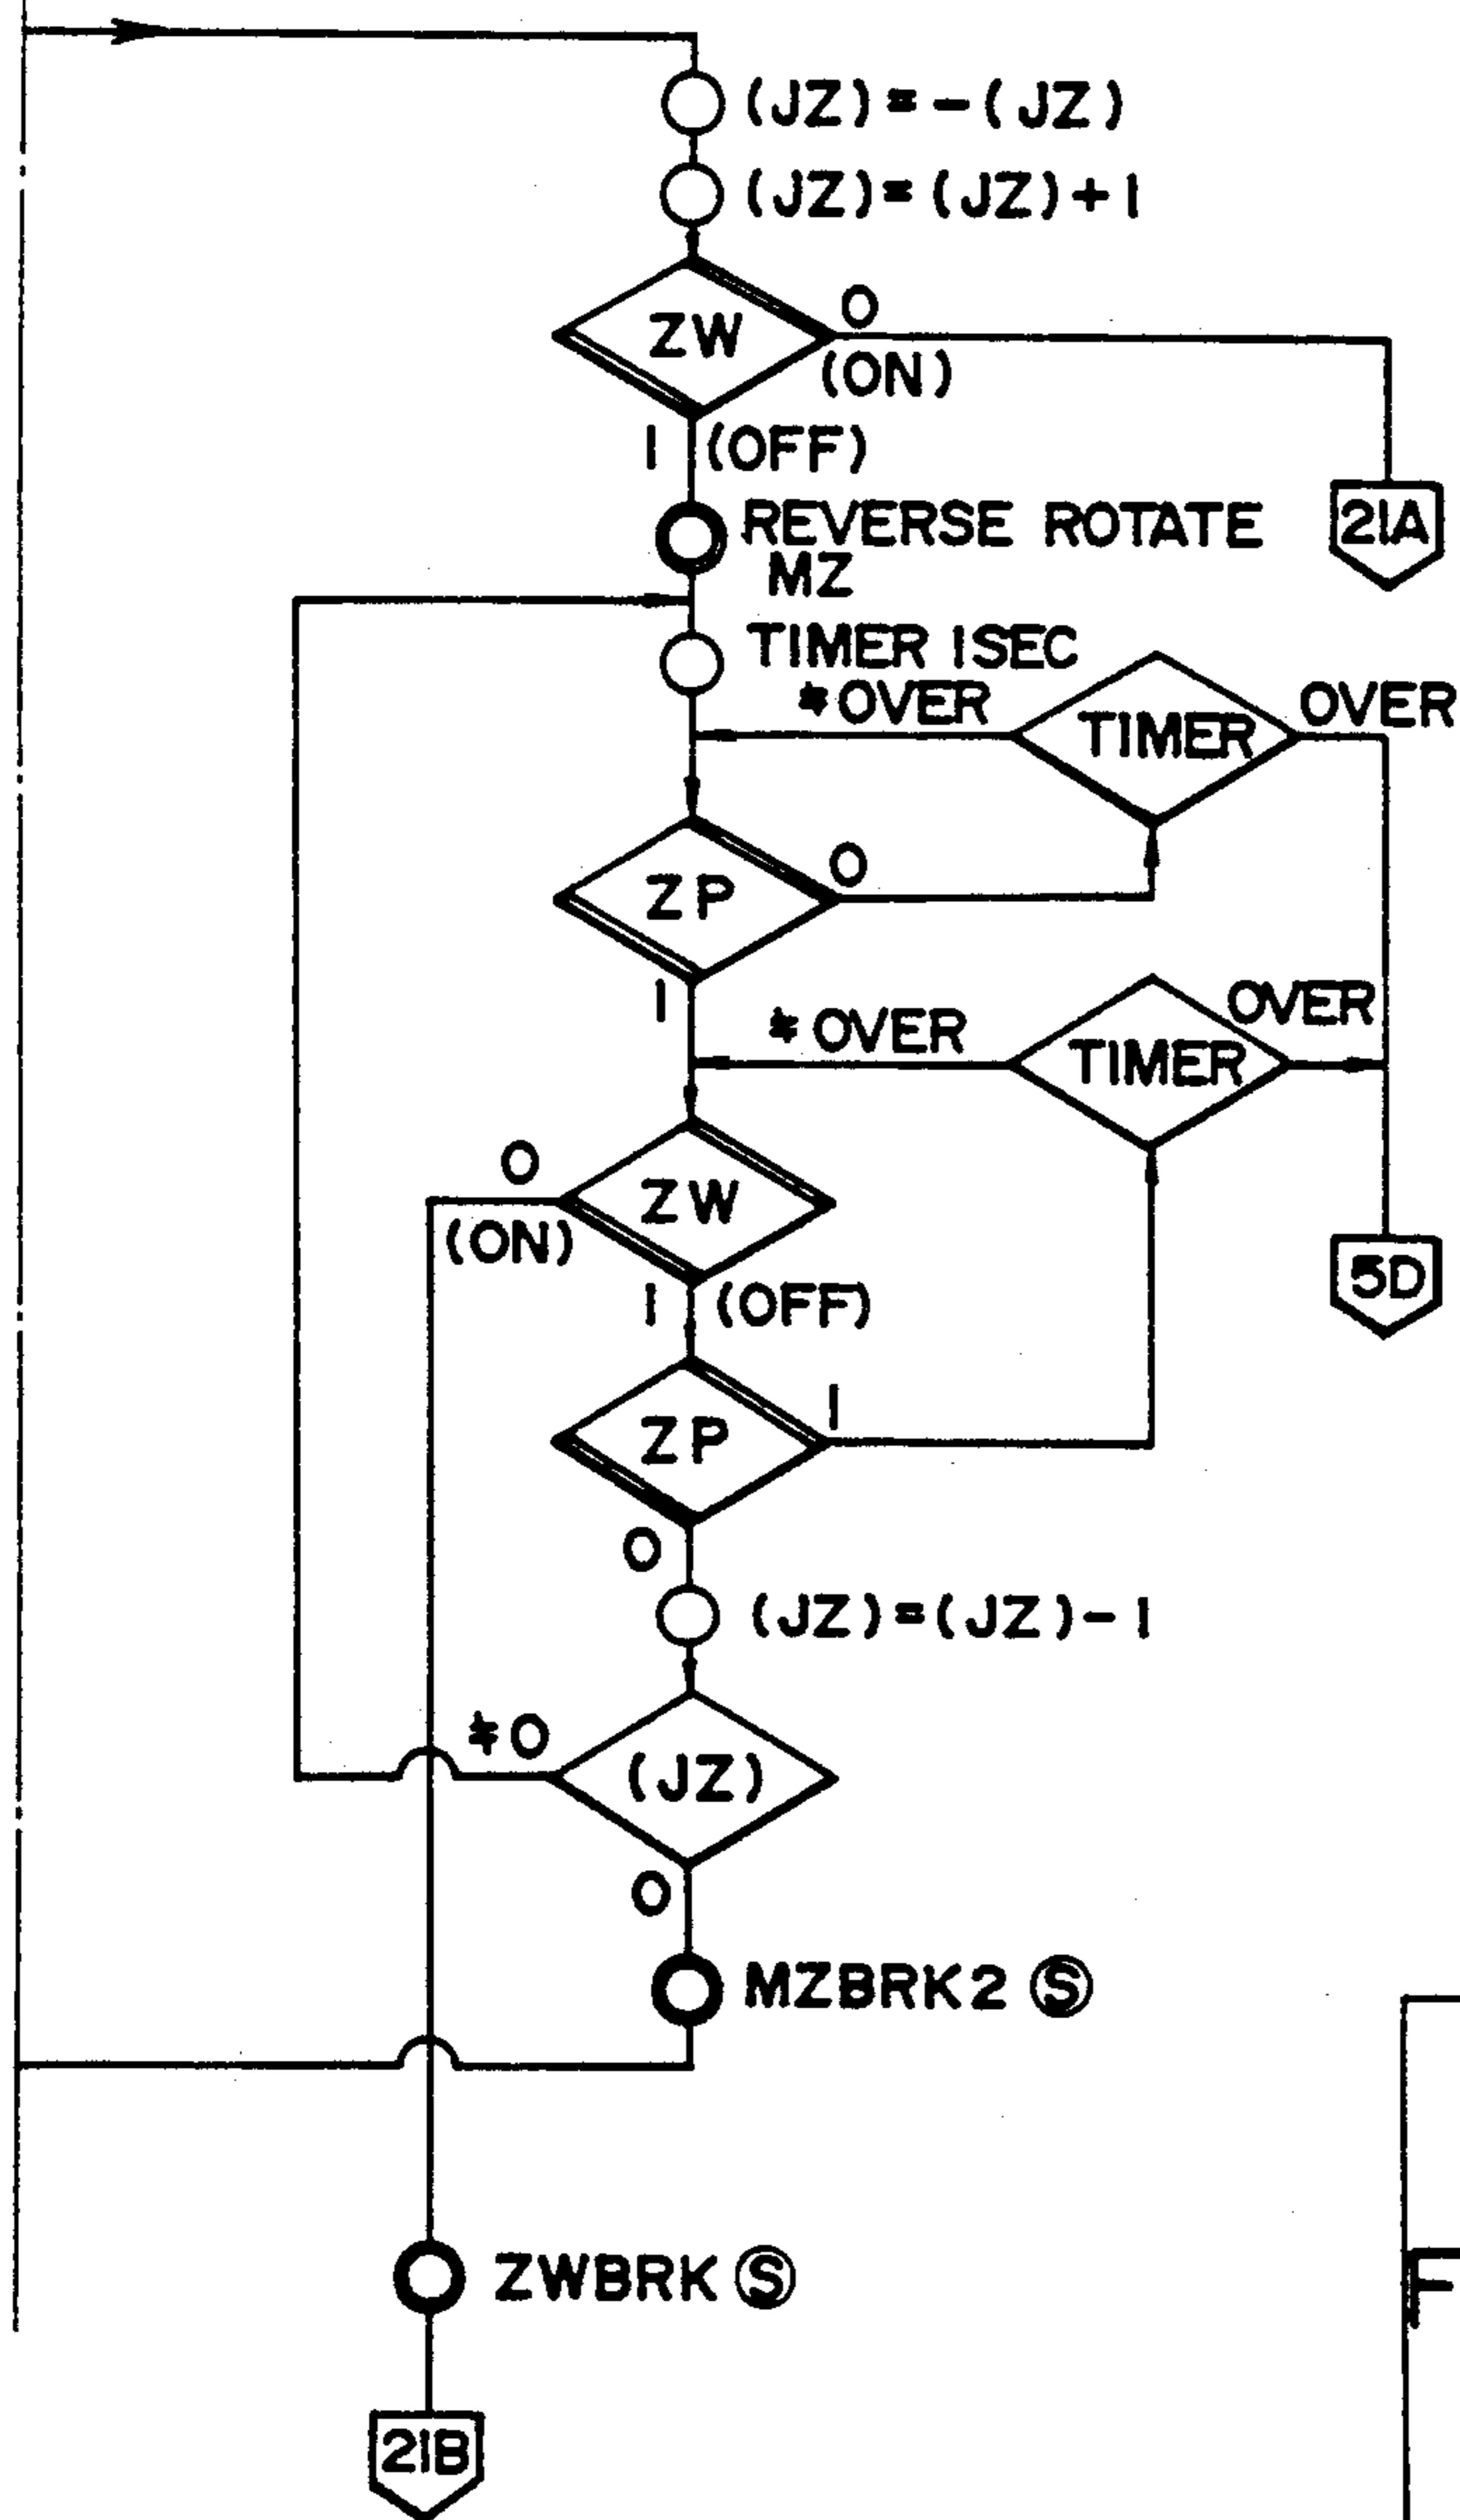 (JZ)=-(JZ)
(JZ)=(JZ)+1
ZW
0
(ON)
1 (OFF)
21A
REVERSE ROTATE
MZ
TIMER 1SEC
*OVER
TIMER
OVER
ZP
0
1
*OVER
TIMER
OVER
0
ZW
(ON)
1 (OFF)
5D
ZP
1
0
(JZ)=(JZ)-1
*0
(JZ)
0
MZBRK2 Ⓢ
ZWBRK Ⓢ
21B